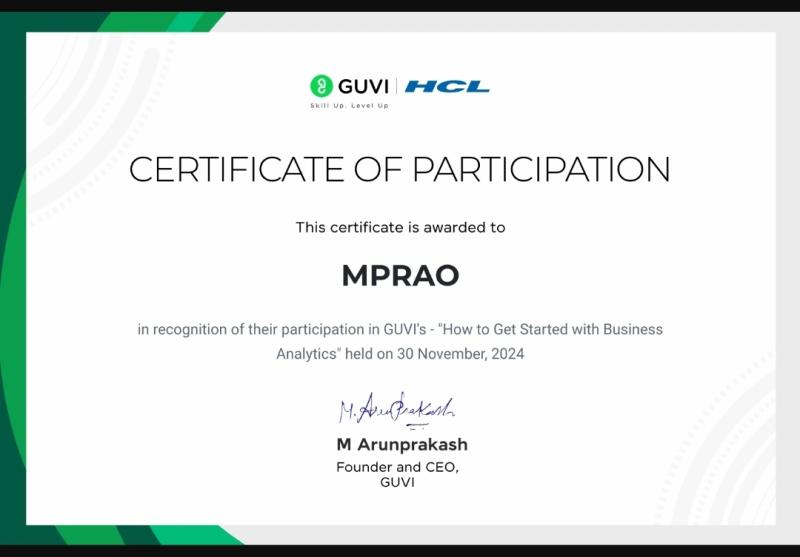 GUVI HCL
Skill Up. Level Up
CERTIFICATE OF PARTICIPATION
This certificate is awarded to
MPRAO
in recognition of their participation in GUVI's - "How to Get Started with Business
Analytics" held on 30 November, 2024
M. ArunPrakash
M Arunprakash
Founder and CEO,
GUVI